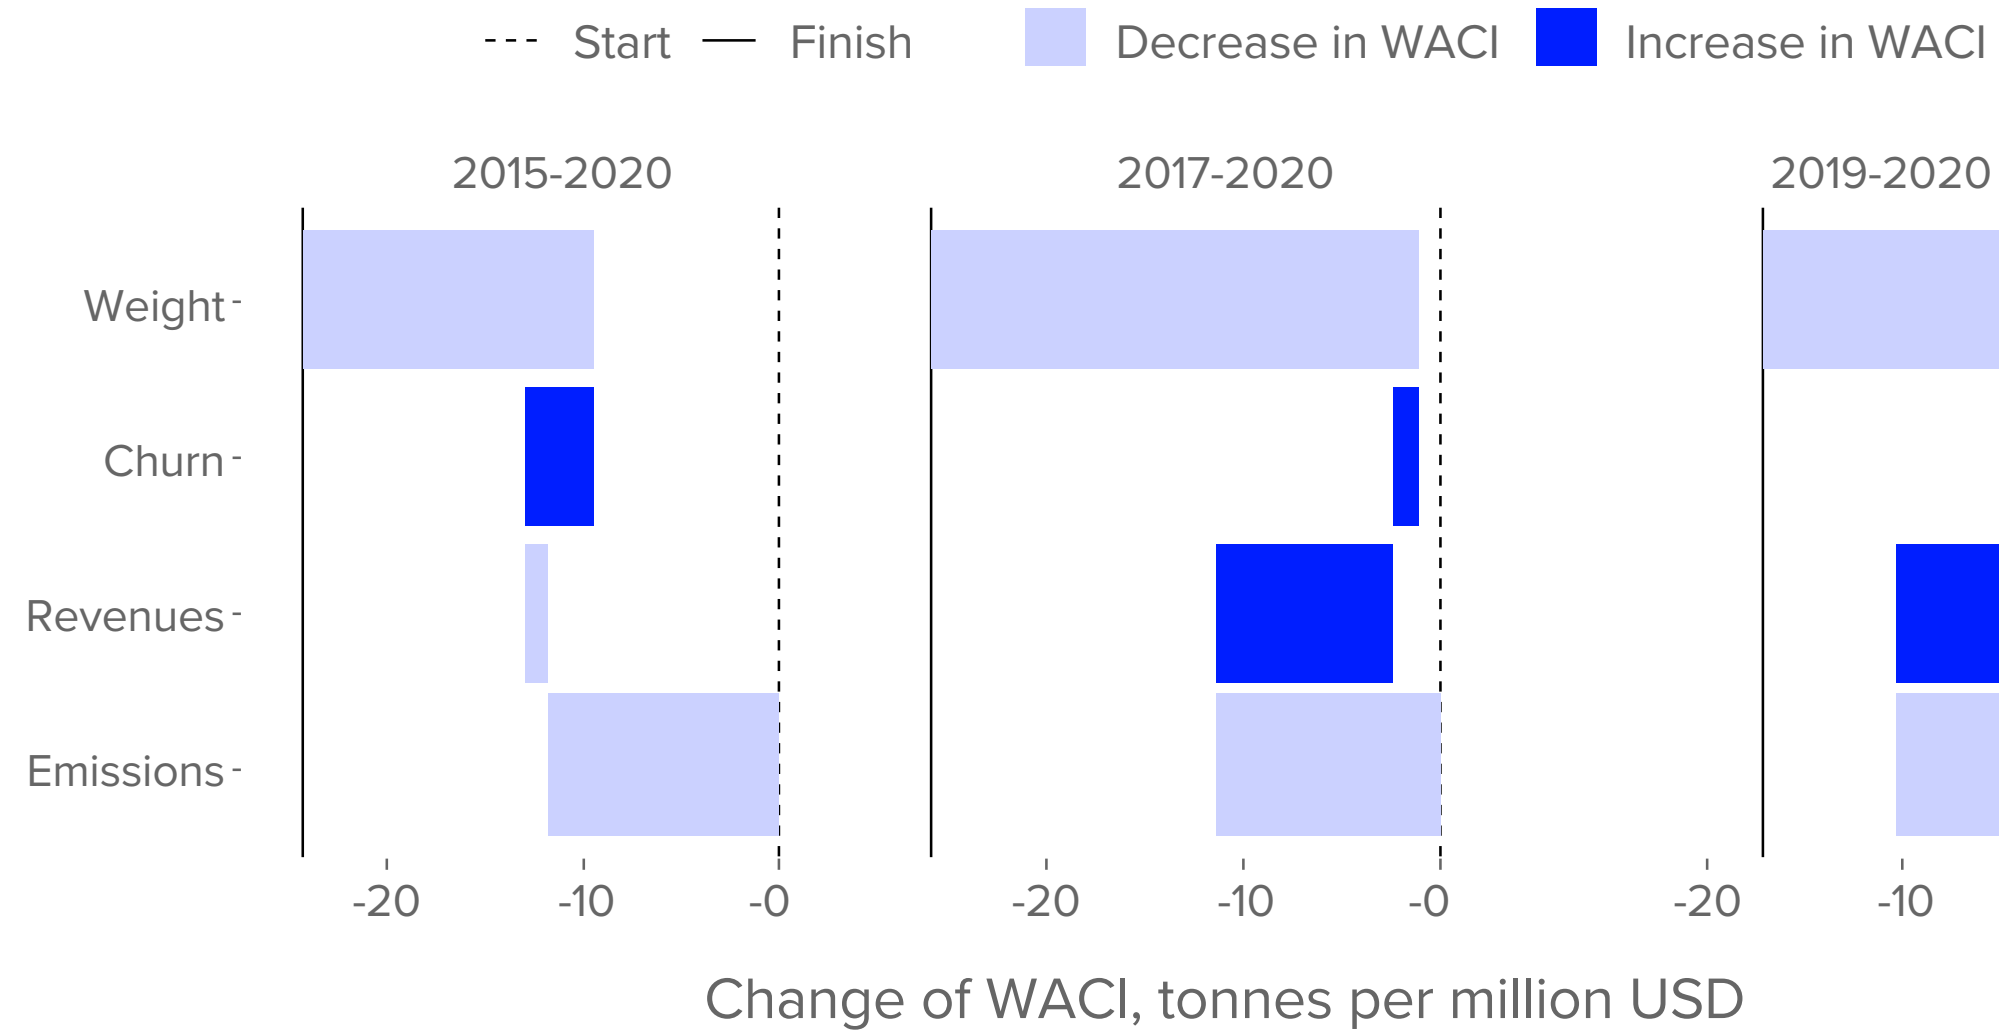 Start Finish Decrease in WACI Increase in WACI
2015-2020 2017-2020 2019-2020
Weight
Churn
Revenues
Emissions
-20 -10 -0 -20 -10 -0 -20 -10
Change of WACI, tonnes per million USD